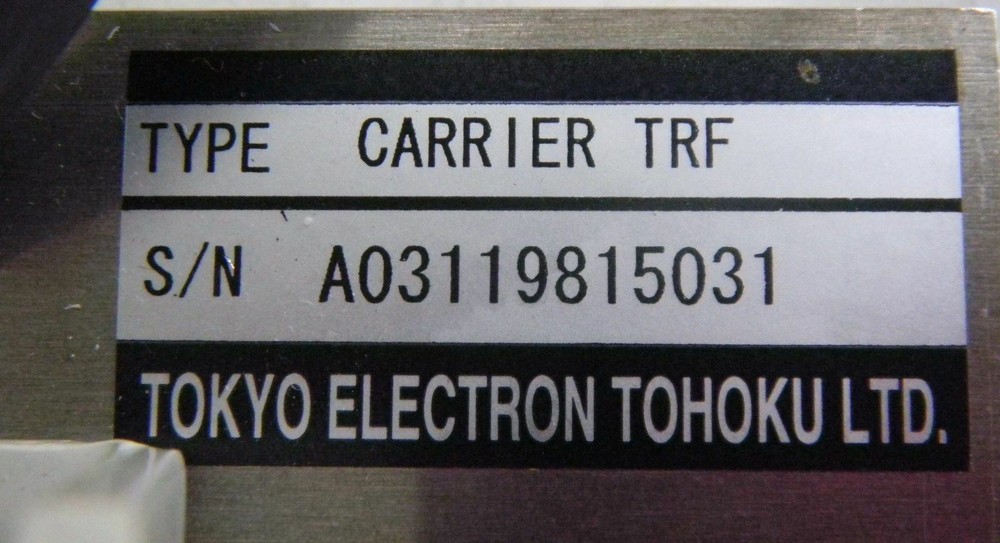 TYPE CARRIER TRF
S/N A03119815031
TOKYO ELECTRON TOHOKU LTD.